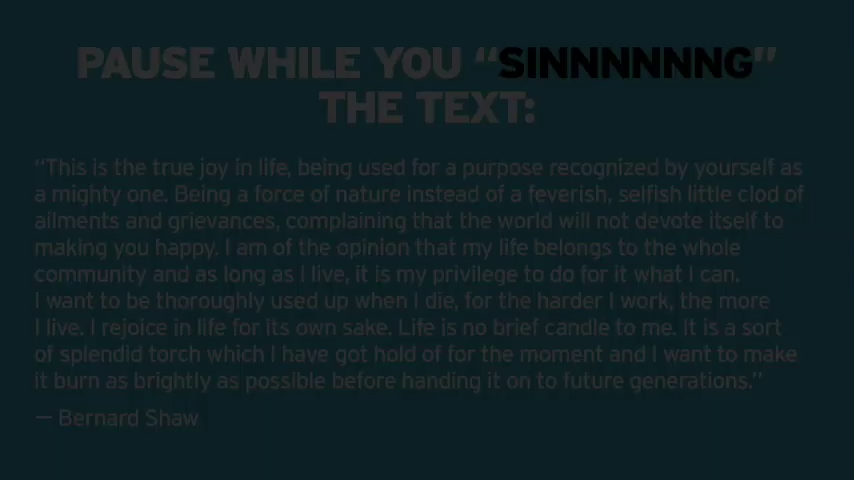 PAUSE WHILE YOU “SINNNNNNG”
THE TEXT:
“This is the true joy in life, being used for a purpose recognized by yourself as
a mighty one. Being a force of nature instead of a feverish, selfish little clod of
ailments and grievances, complaining that the world will not devote itself to
making you happy. I am of the opinion that my life belongs to the whole
community and as long as I live, it is my privilege to do for it what I can.
I want to be thoroughly used up when I die, for the harder I work, the more
I live. I rejoice in life for its own sake. Life is no brief candle to me. It is a sort
of splendid torch which I have got hold of for the moment and I want to make
it burn as brightly as possible before handing it on to future generations.”
— Bernard Shaw